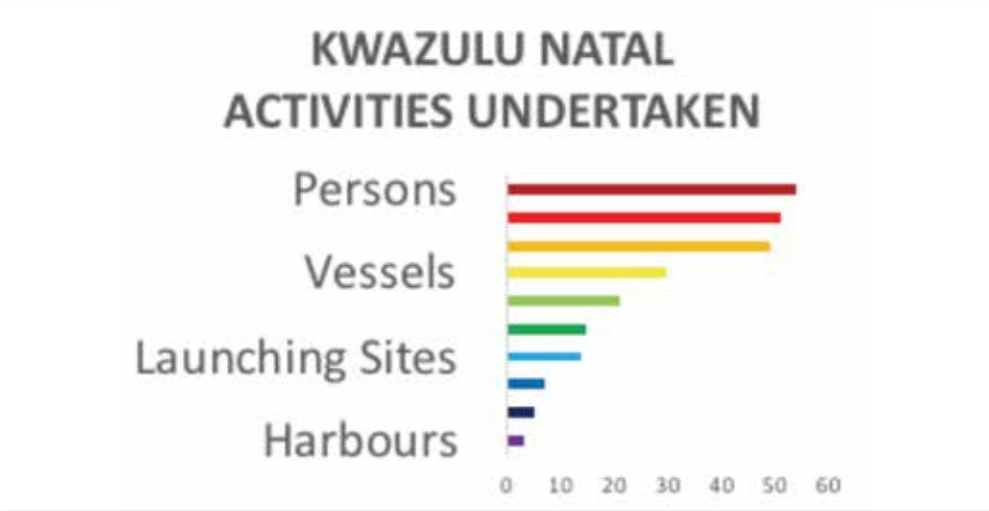 KWAZULU NATAL
ACTIVITIES UNDERTAKEN
Persons
Vessels
Launching Sites
Harbours
0 10 20 30 40 50 60